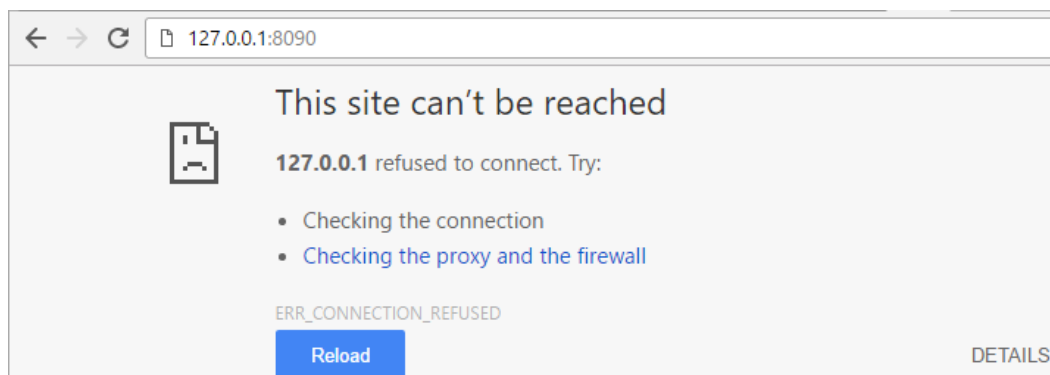 127.0.0.1:8090
This site can't be reached
127.0.0.1 refused to connect. Try:
• Checking the connection
• Checking the proxy and the firewall
ERR_CONNECTION_REFUSED
Reload
DETAILS